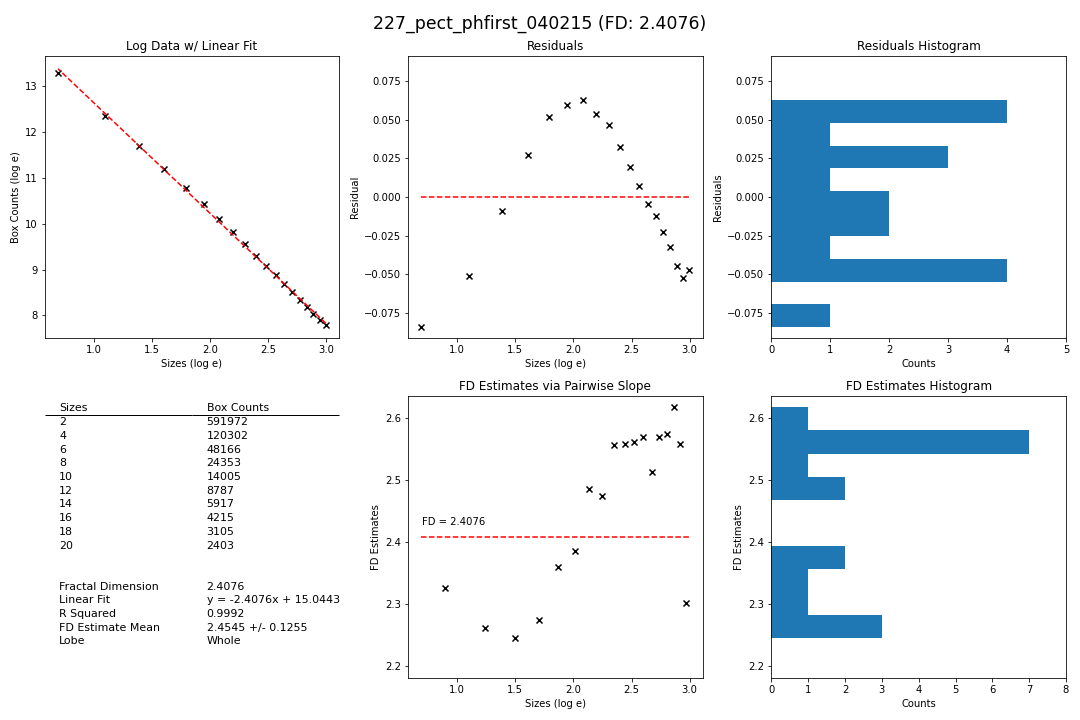 227_pect_phfirst_040215 (FD: 2.4076)
Log Data w/ Linear Fit
Box Counts (log e)
13
12
11
10
9
8
1.0 1.5 2.0 2.5 3.0
Sizes (log e)
Residuals
Residual
0.075
0.050
0.025
0.000
−0.025
−0.050
−0.075
1.0 1.5 2.0 2.5 3.0
Sizes (log e)
Residuals Histogram
Residuals
0.075
0.050
0.025
0.000
−0.025
−0.050
−0.075
0 1 2 3 4 5
Counts
Sizes Box Counts
2 591972
4 120302
6 48166
8 24353
10 14005
12 8787
14 5917
16 4215
18 3105
20 2403
Fractal Dimension 2.4076
Linear Fit y = -2.4076x + 15.0443
R Squared 0.9992
FD Estimate Mean 2.4545 +/- 0.1255
Lobe Whole
FD Estimates via Pairwise Slope
FD Estimates
2.6
2.5
2.4
2.3
2.2
FD = 2.4076
1.0 1.5 2.0 2.5 3.0
Sizes (log e)
FD Estimates Histogram
FD Estimates
2.6
2.5
2.4
2.3
2.2
0 1 2 3 4 5 6 7 8
Counts